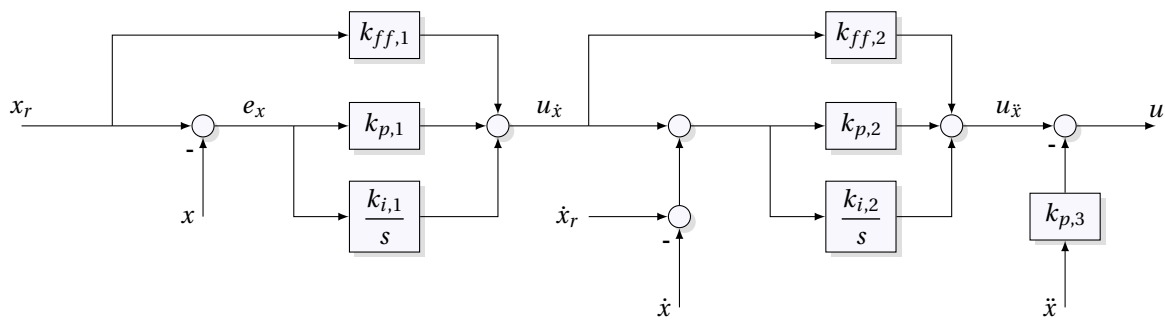 k_{ff,1}
k_{ff,2}
x_r
e_x
k_{p,1}
u_{ẋ}
k_{p,2}
u_{ẍ}
u
-
-
x
k_{i,1}
s
ẋ_r
-
k_{i,2}
s
k_{p,3}
ẋ
ẍ